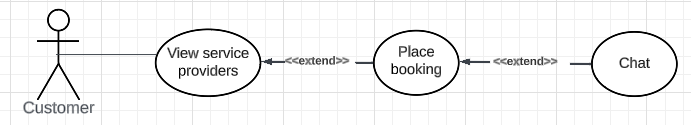 View service
providers
<<extend>>
Place
booking
<<extend>>
Chat
Customer